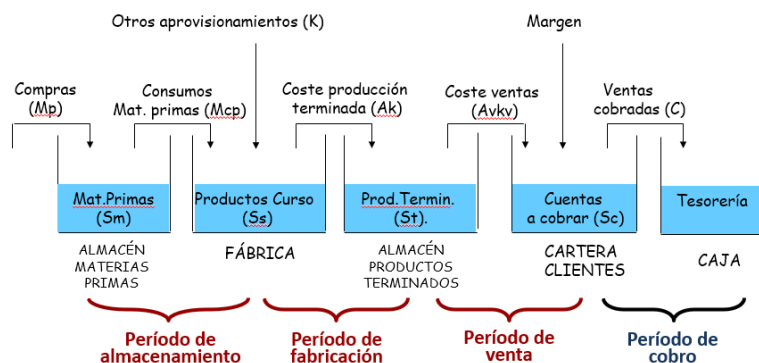 Otros aprovisionamientos (K)
Margen
Compras
(Mp)
Consumos
Mat. primas (Mcp)
Coste producción
terminada (Ak)
Coste ventas
(Avkv)
Ventas
cobradas (C)
Mat.Primas
(Sm)
Productos Curso
(Ss)
Prod.Termin.
(St).
Cuentas
a cobrar (Sc)
Tesorería
ALMACÉN
MATERIAS
PRIMAS
FÁBRICA
ALMACÉN
PRODUCTOS
TERMINADOS
CARTERA
CLIENTES
CAJA
Período de
almacenamiento
Período de
fabricación
Período de
venta
Período de
cobro